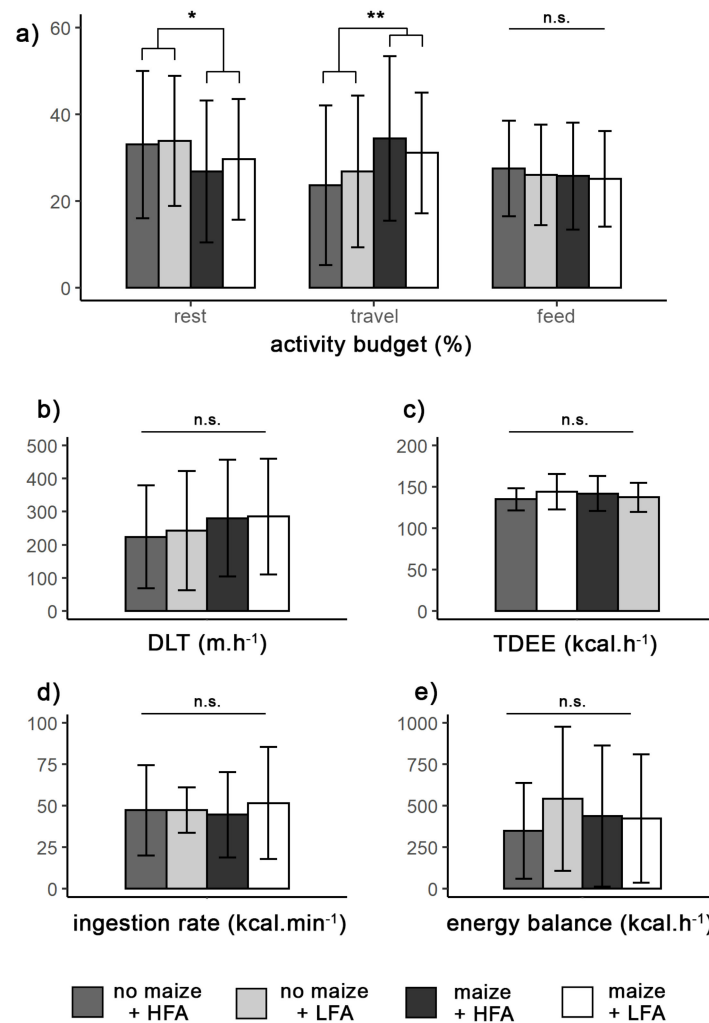 a)
60
40
20
0
*
**
n.s.
rest
travel
feed
activity budget (%)
b)
n.s.
500
400
300
200
100
0
DLT (m.h⁻¹)
c)
n.s.
200
150
100
50
0
TDEE (kcal.h⁻¹)
d)
n.s.
100
75
50
25
0
ingestion rate (kcal.min⁻¹)
e)
n.s.
1000
750
500
250
0
energy balance (kcal.h⁻¹)
no maize
+ HFA
no maize
+ LFA
maize
+ HFA
maize
+ LFA